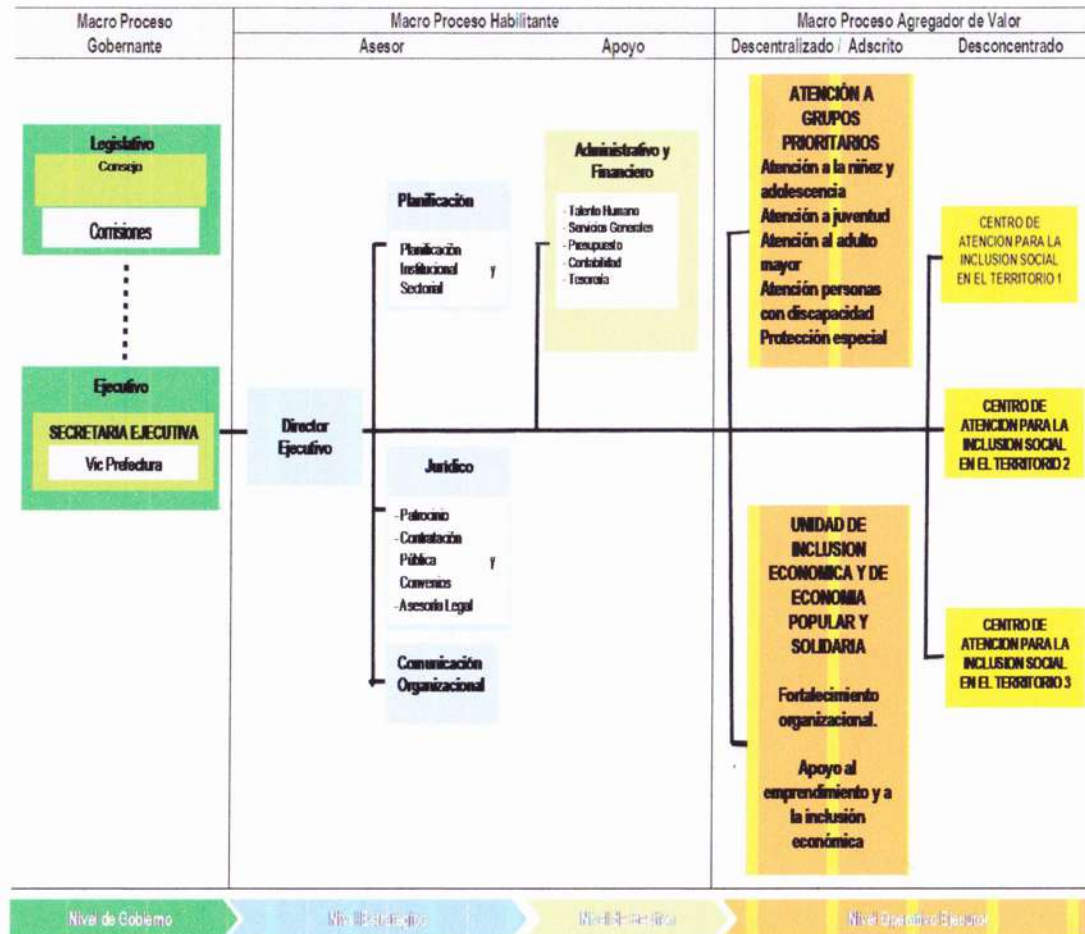 Macro Proceso
Gobernante
Macro Proceso Habilitante
Asesor
Apoyo
Macro Proceso Agregador de Valor
Descentralizado / Adscrito
Desconcentrado
Legislativo
Consejo
Comisiones
Ejecutivo
SECRETARIA EJECUTIVA
Vic Prefectura
Director
Ejecutivo
Planificación
Planificación
Institucional y
Sectorial
Jurídico
- Patrocinio
- Contratación
Pública y
Convenios
- Asesoría Legal
Comunicación
Organizacional
Administrativo y
Financiero
- Talento Humano
- Servicios Generales
- Presupuesto
- Contabilidad
- Tesorería
ATENCIÓN A
GRUPOS
PRIORITARIOS
Atención a la niñez y
adolescencia
Atención a juventud
Atención al adulto
mayor
Atención personas
con discapacidad
Protección especial
UNIDAD DE
INCLUSION
ECONOMICA Y DE
ECONOMIA
POPULAR Y
SOLIDARIA
Fortalecimiento
organizacional.
Apoyo al
emprendimiento y a
la inclusión
económica
CENTRO DE
ATENCION PARA LA
INCLUSION SOCIAL
EN EL TERRITORIO 1
CENTRO DE
ATENCION PARA LA
INCLUSION SOCIAL
EN EL TERRITORIO 2
CENTRO DE
ATENCION PARA LA
INCLUSION SOCIAL
EN EL TERRITORIO 3
Nivel de Gobierno
Nivel Estratégico
Nivel
Nivel Operativo Ejecutor